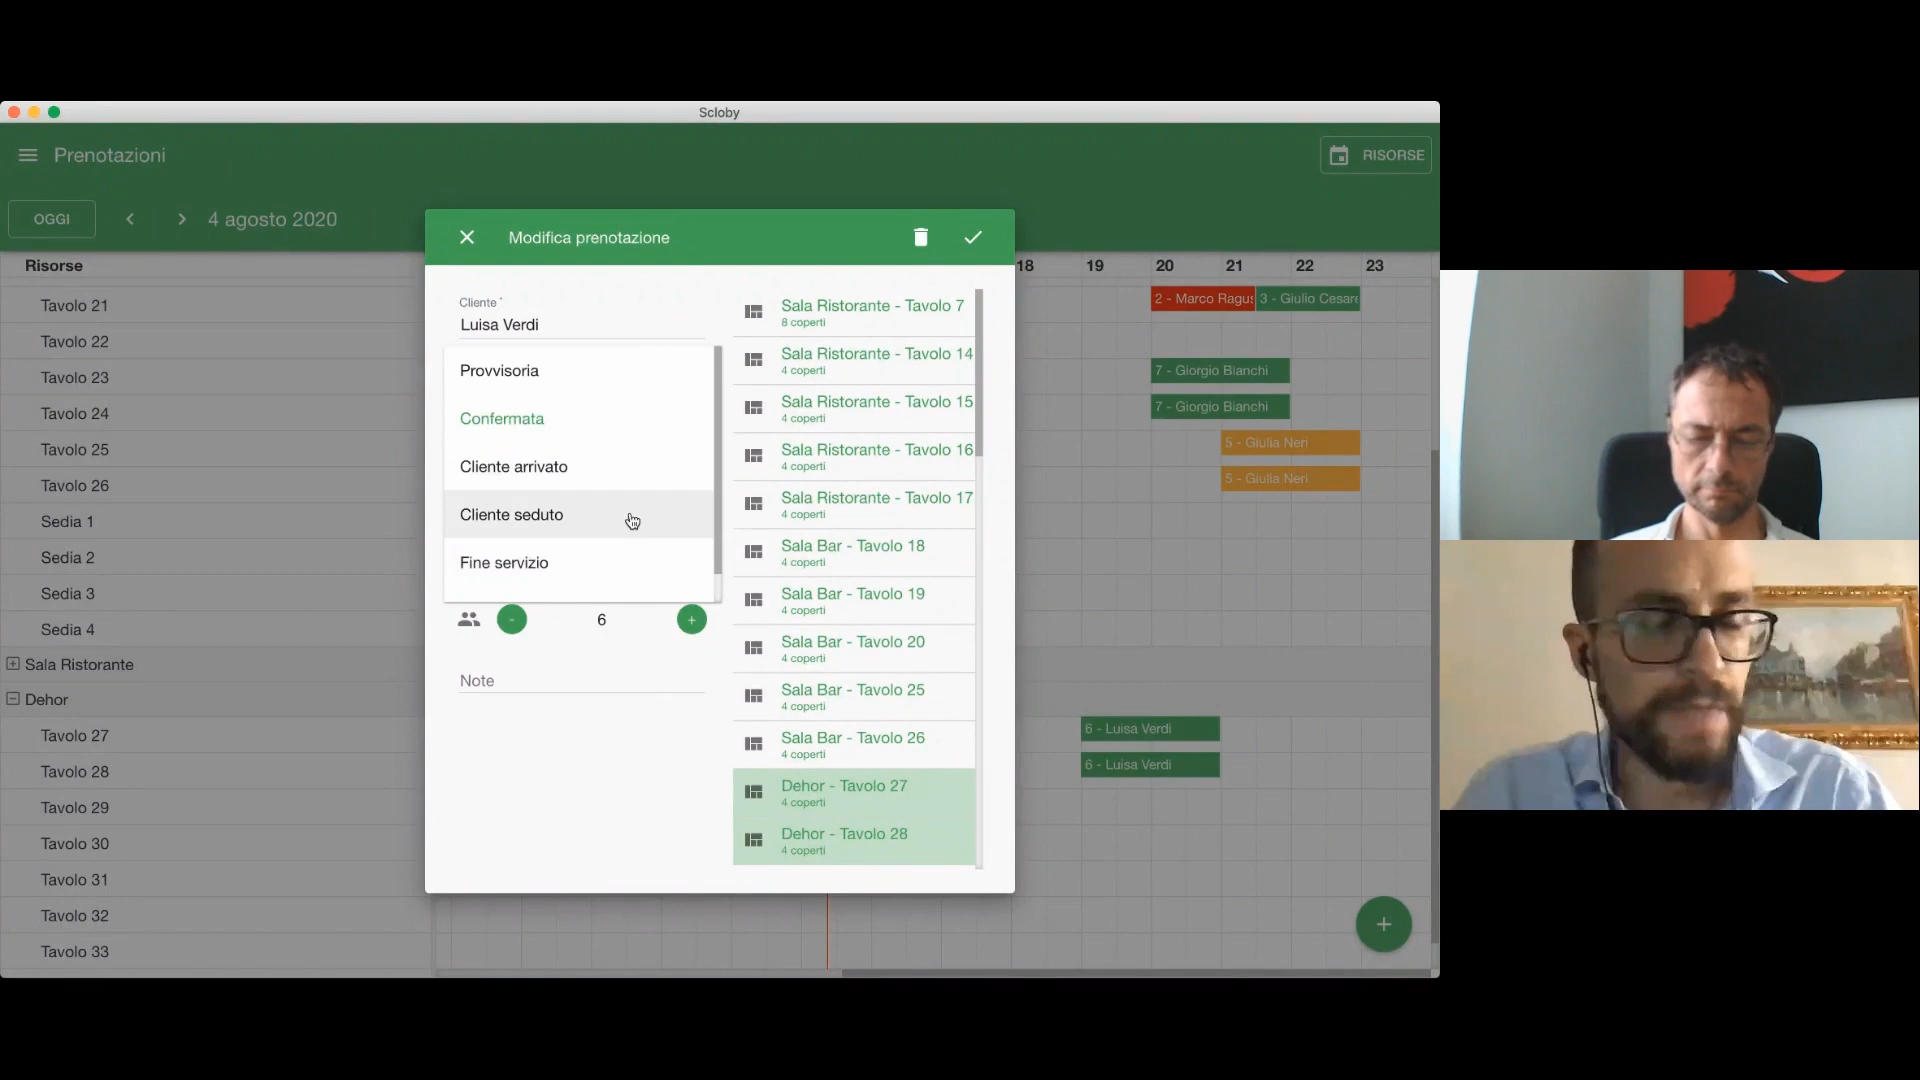 Scloby
Prenotazioni
RISORSE
OGGI
4 agosto 2020
Risorse
18
19
20
21
22
23
Tavolo 21
Tavolo 22
Tavolo 23
Tavolo 24
Tavolo 25
Tavolo 26
Sedia 1
Sedia 2
Sedia 3
Sedia 4
Sala Ristorante
Dehor
Tavolo 27
Tavolo 28
Tavolo 29
Tavolo 30
Tavolo 31
Tavolo 32
Tavolo 33
Modifica prenotazione
Cliente *
Luisa Verdi
Provvisoria
Confermata
Cliente arrivato
Cliente seduto
Fine servizio
-
6
+
Note
Sala Ristorante - Tavolo 7
8 coperti
Sala Ristorante - Tavolo 14
4 coperti
Sala Ristorante - Tavolo 15
4 coperti
Sala Ristorante - Tavolo 16
4 coperti
Sala Ristorante - Tavolo 17
4 coperti
Sala Bar - Tavolo 18
4 coperti
Sala Bar - Tavolo 19
4 coperti
Sala Bar - Tavolo 20
4 coperti
Sala Bar - Tavolo 25
4 coperti
Sala Bar - Tavolo 26
4 coperti
Dehor - Tavolo 27
4 coperti
Dehor - Tavolo 28
4 coperti
2 - Marco Ragus
3 - Giulio Cesare
7 - Giorgio Bianchi
7 - Giorgio Bianchi
5 - Giulia Neri
5 - Giulia Neri
6 - Luisa Verdi
6 - Luisa Verdi
+